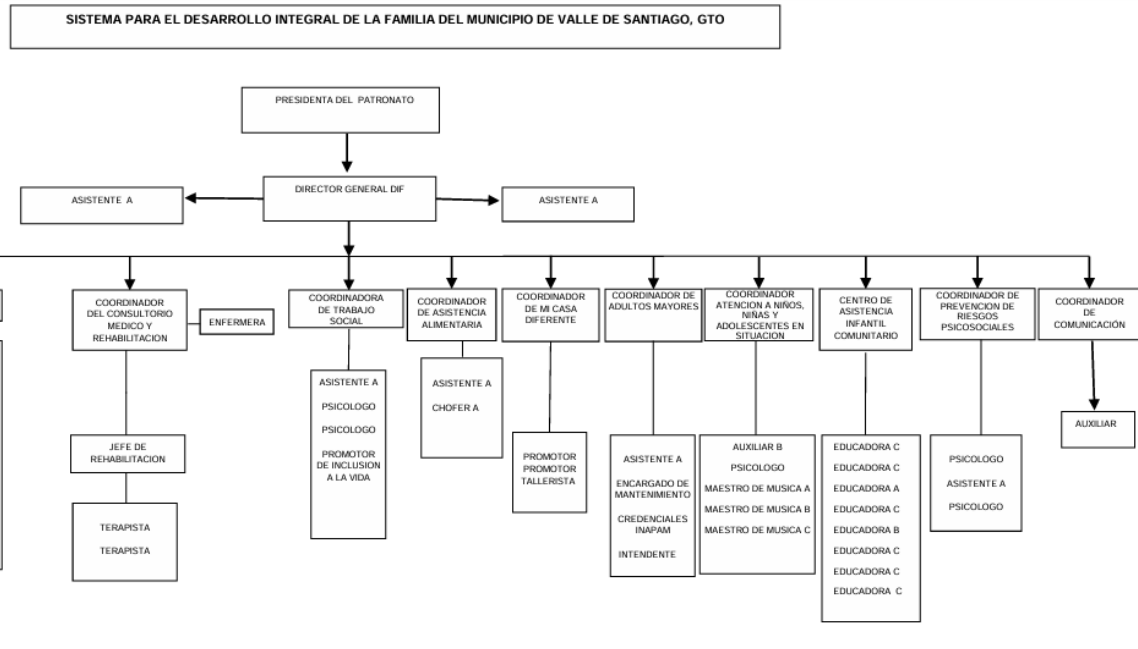 SISTEMA PARA EL DESARROLLO INTEGRAL DE LA FAMILIA DEL MUNICIPIO DE VALLE DE SANTIAGO, GTO
PRESIDENTA DEL PATRONATO
DIRECTOR GENERAL DIF
ASISTENTE A
ASISTENTE A
COORDINADOR
DEL CONSULTORIO
MEDICO Y
REHABILITACION
ENFERMERA
JEFE DE
REHABILITACION
TERAPISTA
TERAPISTA
COORDINADORA
DE TRABAJO
SOCIAL
ASISTENTE A
PSICOLOGO
PSICOLOGO
PROMOTOR
DE INCLUSION
A LA VIDA
COORDINADOR
DE ASISTENCIA
ALIMENTARIA
ASISTENTE A
CHOFER A
COORDINADOR
DE MI CASA
DIFERENTE
PROMOTOR
PROMOTOR
TALLERISTA
COORDINADOR DE
ADULTOS MAYORES
ASISTENTE A
ENCARGADO DE
MANTENIMIENTO
CREDENCIALES
INAPAM
INTENDENTE
COORDINADOR
ATENCION A NIÑOS,
NIÑAS Y
ADOLESCENTES EN
SITUACION
AUXILIAR B
PSICOLOGO
MAESTRO DE MUSICA A
MAESTRO DE MUSICA B
MAESTRO DE MUSICA C
CENTRO DE
ASISTENCIA
INFANTIL
COMUNITARIO
EDUCADORA C
EDUCADORA C
EDUCADORA A
EDUCADORA C
EDUCADORA B
EDUCADORA C
EDUCADORA C
EDUCADORA C
COORDINADOR DE
PREVENCION DE
RIESGOS
PSICOSOCIALES
PSICOLOGO
ASISTENTE A
PSICOLOGO
COORDINADOR
DE
COMUNICACIÓN
AUXILIAR